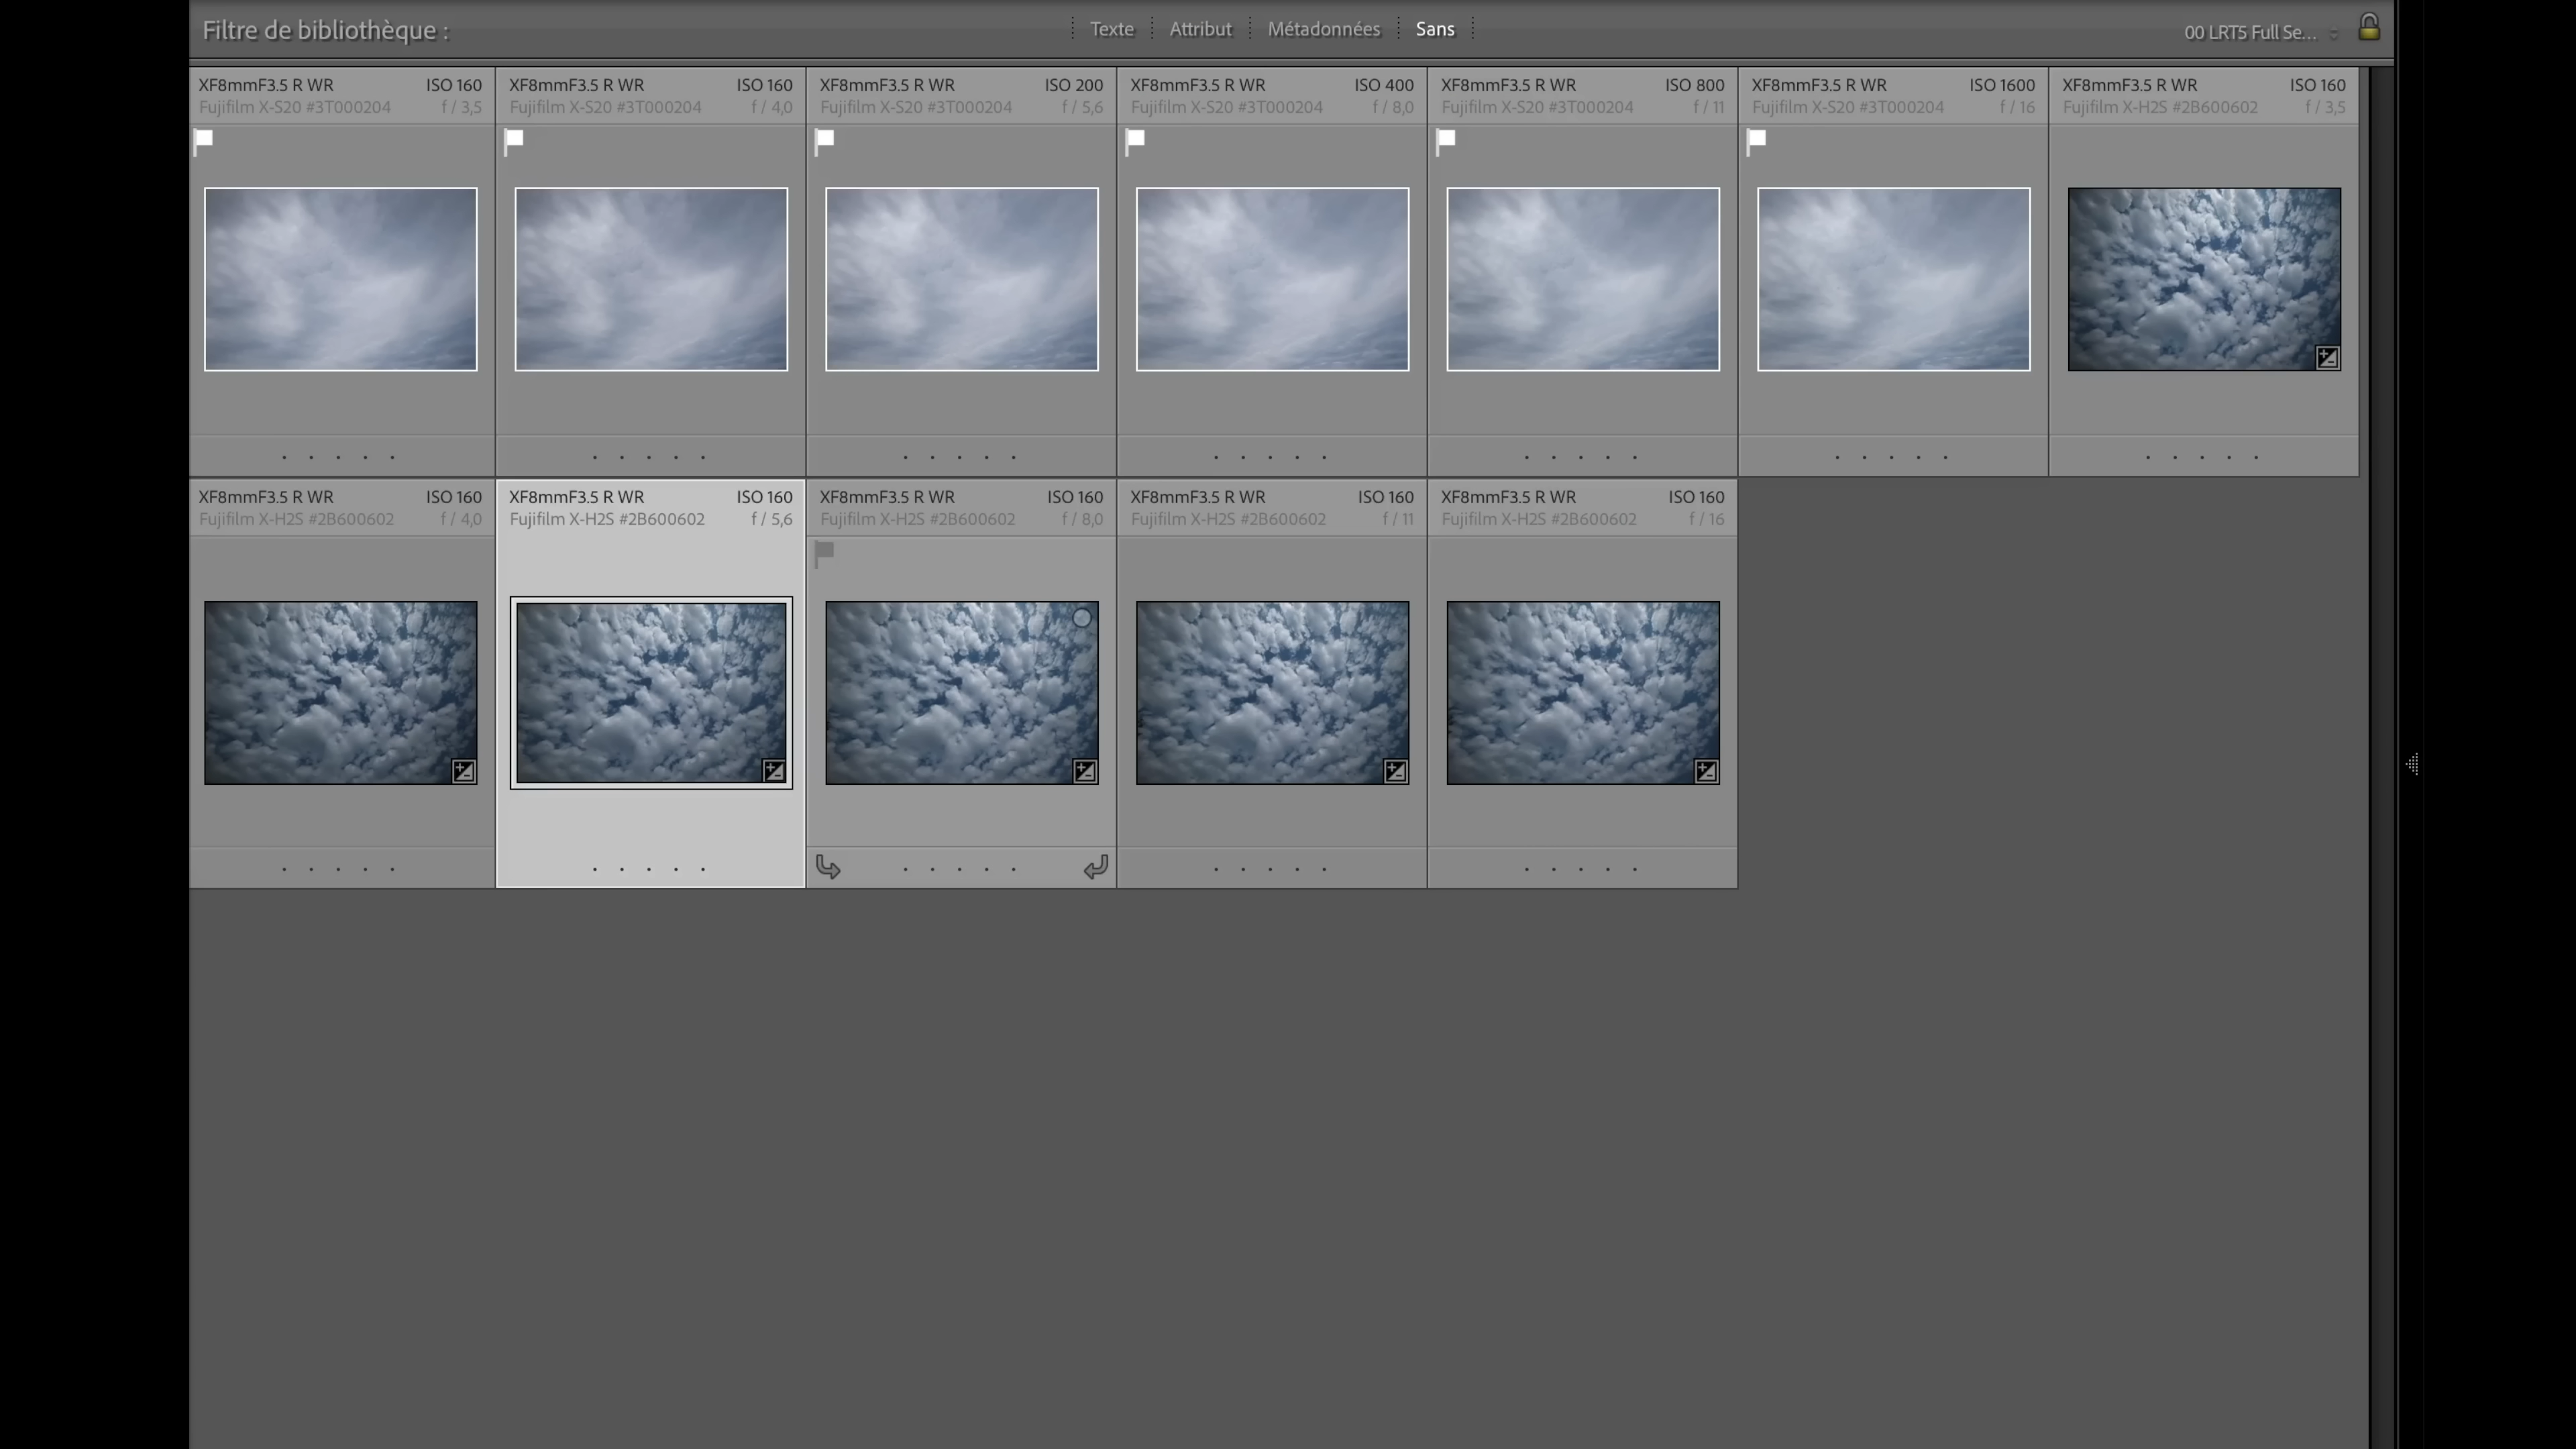 Filtre de bibliothèque : Texte Attribut Métadonnées Sans 00 LRT5 Full Se...
XF8mmF3.5 R WR ISO 160 XF8mmF3.5 R WR ISO 160 XF8mmF3.5 R WR ISO 200 XF8mmF3.5 R WR ISO 400 XF8mmF3.5 R WR ISO 800 XF8mmF3.5 R WR ISO 1600 XF8mmF3.5 R WR ISO 160
Fujifilm X-S20 #3T000204 f / 3,5 Fujifilm X-S20 #3T000204 f / 4,0 Fujifilm X-S20 #3T000204 f / 5,6 Fujifilm X-S20 #3T000204 f / 8,0 Fujifilm X-S20 #3T000204 f / 11 Fujifilm X-S20 #3T000204 f / 16 Fujifilm X-H2S #2B600602 f / 3,5
XF8mmF3.5 R WR ISO 160 XF8mmF3.5 R WR ISO 160 XF8mmF3.5 R WR ISO 160 XF8mmF3.5 R WR ISO 160 XF8mmF3.5 R WR ISO 160
Fujifilm X-H2S #2B600602 f / 4,0 Fujifilm X-H2S #2B600602 f / 5,6 Fujifilm X-H2S #2B600602 f / 8,0 Fujifilm X-H2S #2B600602 f / 11 Fujifilm X-H2S #2B600602 f / 16